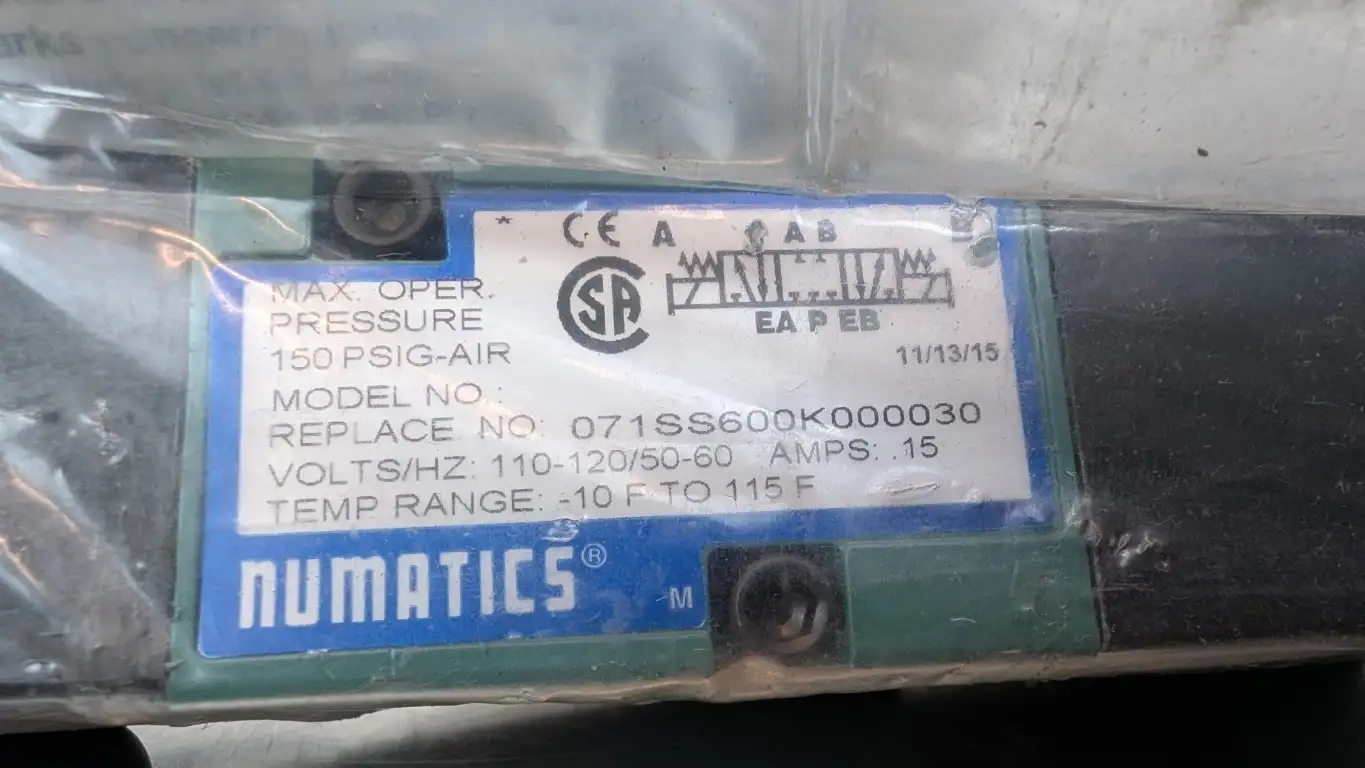 * CE A A B B
SA
EA P EB
MAX. OPER.
PRESSURE
150 PSIG-AIR
11/13/15
MODEL NO.:
REPLACE NO: 071SS600K000030
VOLTS/HZ: 110-120/50-60 AMPS: .15
TEMP RANGE: -10 F TO 115 F
NUMATICS®
M